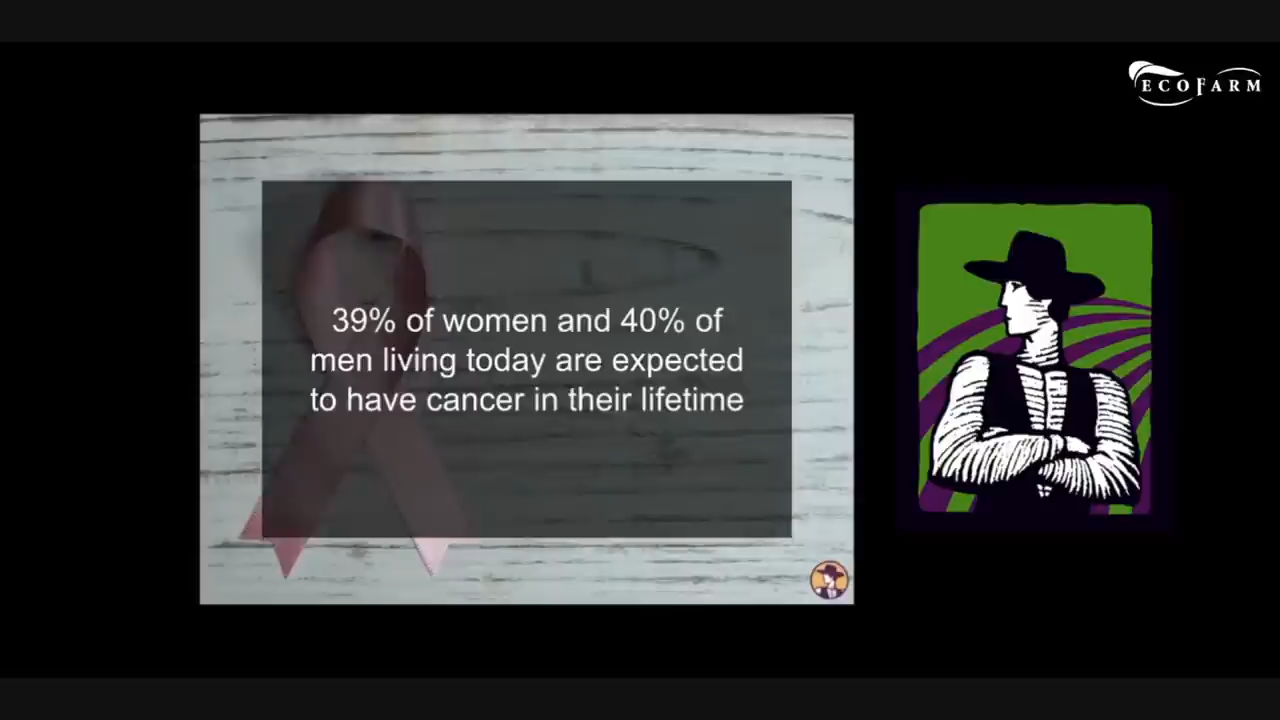 ECOFARM
39% of women and 40% of
men living today are expected
to have cancer in their lifetime